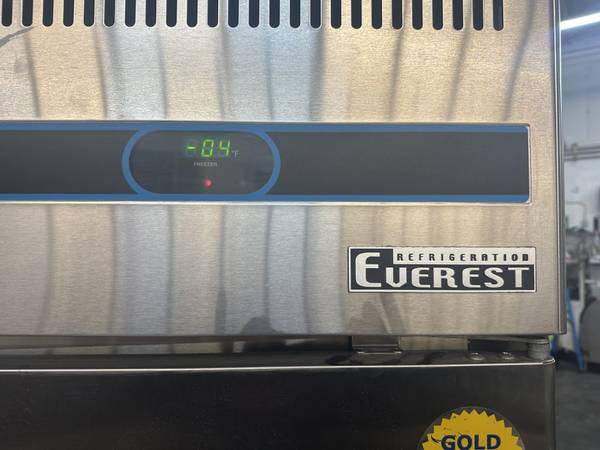 -04°F
FREEZER
REFRIGERATION
EVEREST
GOLD